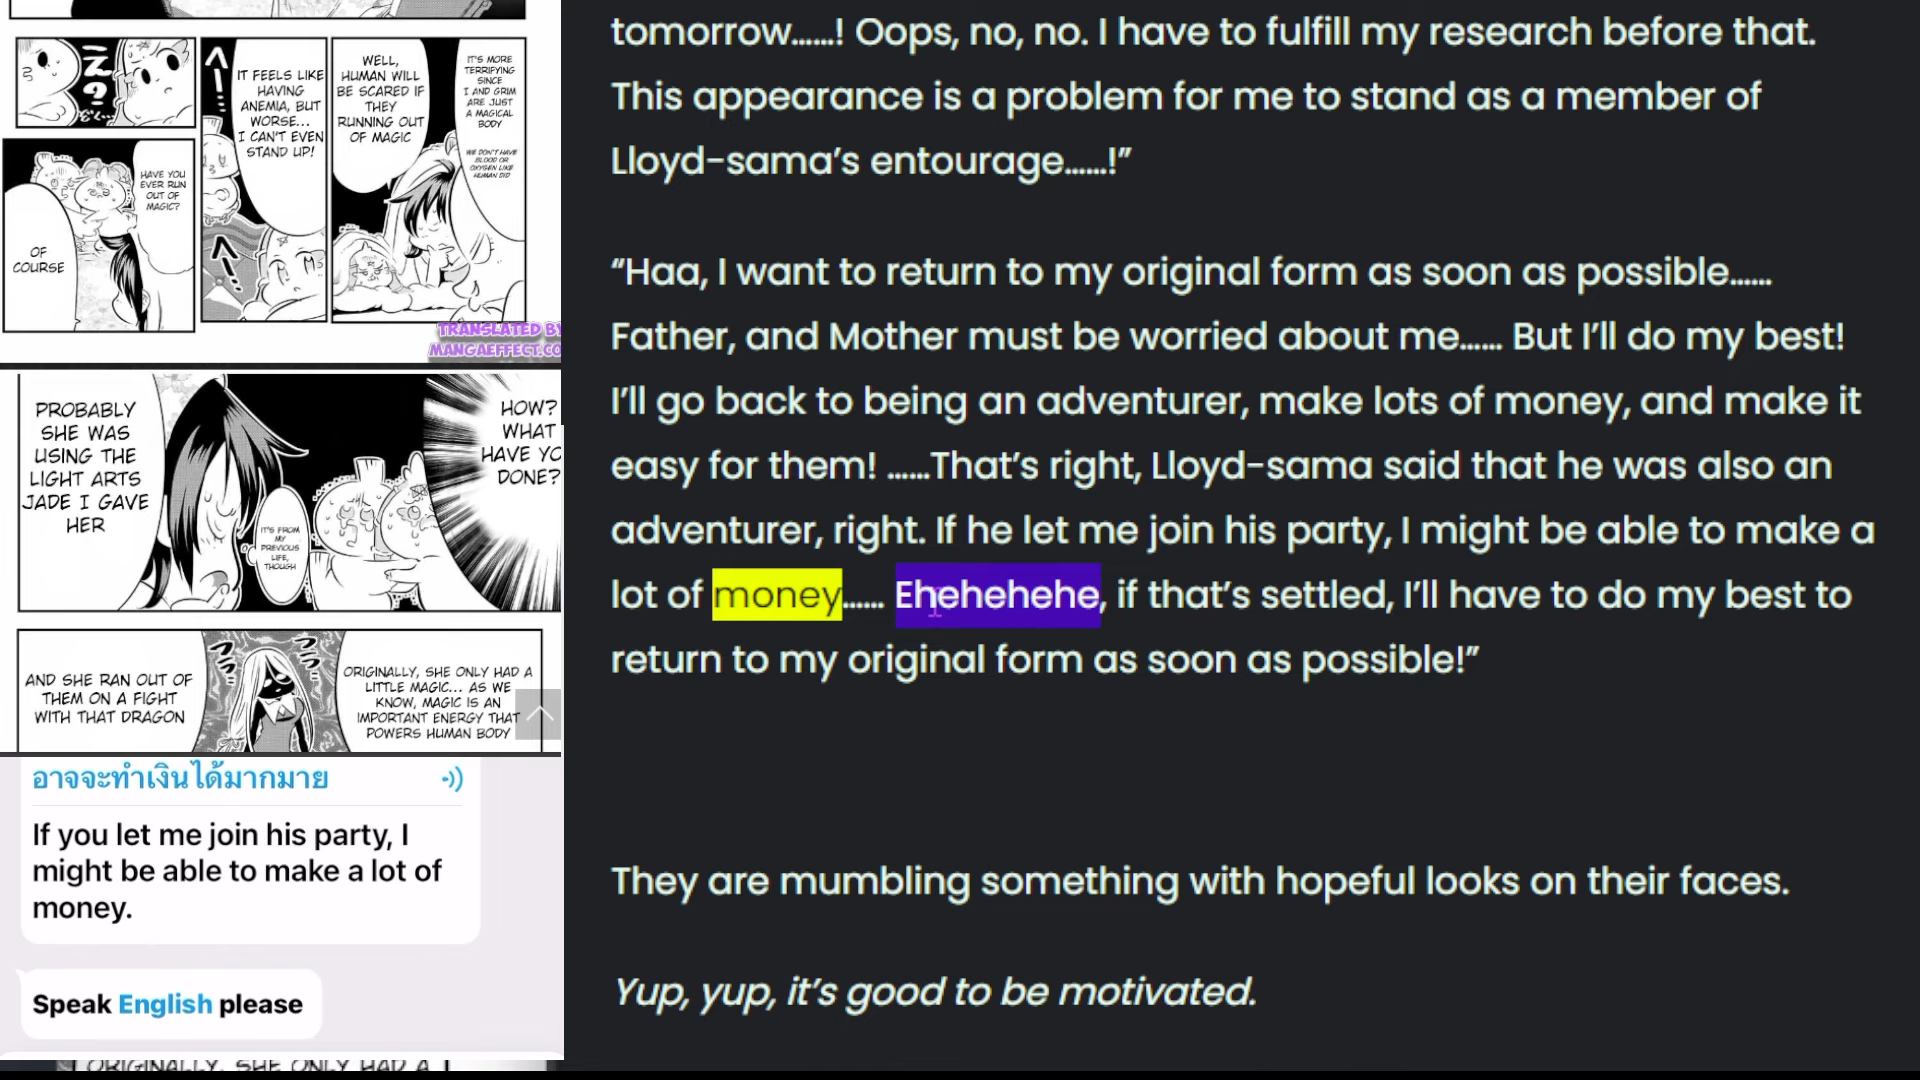 IT'S MORE
TERRIFYING
SINCE
I AND GRIM
ARE JUST
A MAGICAL
BODY
WE DON'T HAVE
BLOOD OR
OXYGEN LIKE
HUMAN DID
WELL,
HUMAN WILL
BE SCARED IF
THEY
RUNNING OUT
OF MAGIC
IT FEELS LIKE
HAVING
ANEMIA, BUT
WORSE...
I CAN'T EVEN
STAND UP!
HAVE YOU
EVER RUN
OUT OF
MAGIC?
OF
COURSE
TRANSLATED BY
MANGAEFFECT.CO
HOW?
WHAT
HAVE YO
DONE?
IT'S FROM
MY
PREVIOUS
LIFE,
THOUGH
PROBABLY
SHE WAS
USING THE
LIGHT ARTS
JADE I GAVE
HER
ORIGINALLY, SHE ONLY HAD A
LITTLE MAGIC... AS WE
KNOW, MAGIC IS AN
IMPORTANT ENERGY THAT
POWERS HUMAN BODY
AND SHE RAN OUT OF
THEM ON A FIGHT
WITH THAT DRAGON
อาจจะทำเงินได้มากมาย
If you let me join his party, I
might be able to make a lot of
money.
Speak English please
ORIGINALLY, SHE ONLY HAD A
tomorrow……! Oops, no, no. I have to fulfill my research before that.
This appearance is a problem for me to stand as a member of
Lloyd-sama’s entourage……!”
“Haa, I want to return to my original form as soon as possible……
Father, and Mother must be worried about me…… But I’ll do my best!
I’ll go back to being an adventurer, make lots of money, and make it
easy for them! ……That’s right, Lloyd-sama said that he was also an
adventurer, right. If he let me join his party, I might be able to make a
lot of money…… Ehehehehe, if that’s settled, I’ll have to do my best to
return to my original form as soon as possible!”
They are mumbling something with hopeful looks on their faces.
Yup, yup, it’s good to be motivated.